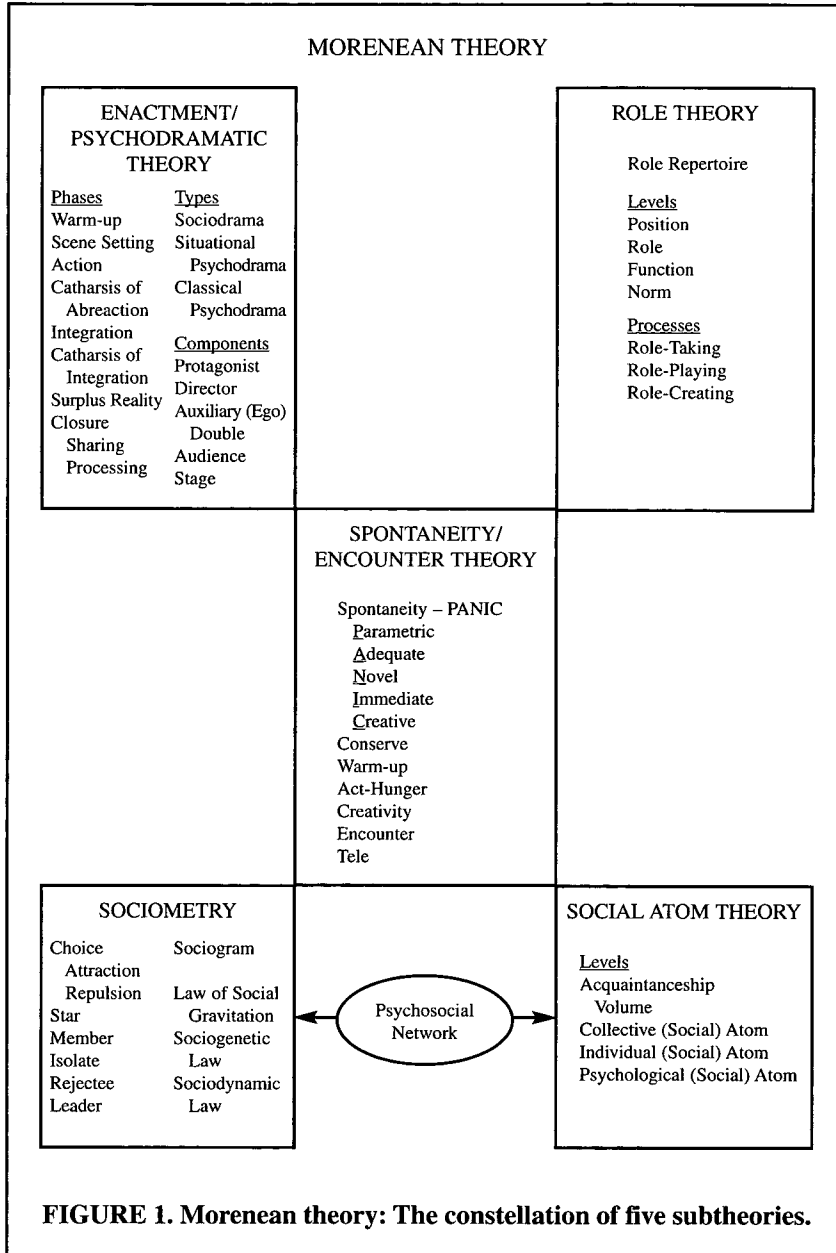 MORENEAN THEORY
ENACTMENT/
PSYCHODRAMATIC
THEORY
Phases
Warm-up
Scene Setting
Action
Catharsis of
Abreaction
Integration
Catharsis of
Integration
Surplus Reality
Closure
Sharing
Processing
Types
Sociodrama
Situational
Psychodrama
Classical
Psychodrama
Components
Protagonist
Director
Auxiliary (Ego)
Double
Audience
Stage
ROLE THEORY
Role Repertoire
Levels
Position
Role
Function
Norm
Processes
Role-Taking
Role-Playing
Role-Creating
SPONTANEITY/
ENCOUNTER THEORY
Spontaneity – PANIC
Parametric
Adequate
Novel
Immediate
Creative
Conserve
Warm-up
Act-Hunger
Creativity
Encounter
Tele
SOCIOMETRY
Choice
Attraction
Repulsion
Star
Member
Isolate
Rejectee
Leader
Sociogram
Law of Social
Gravitation
Sociogenetic
Law
Sociodynamic
Law
Psychosocial
Network
SOCIAL ATOM THEORY
Levels
Acquaintanceship
Volume
Collective (Social) Atom
Individual (Social) Atom
Psychological (Social) Atom
FIGURE 1. Morenean theory: The constellation of five subtheories.